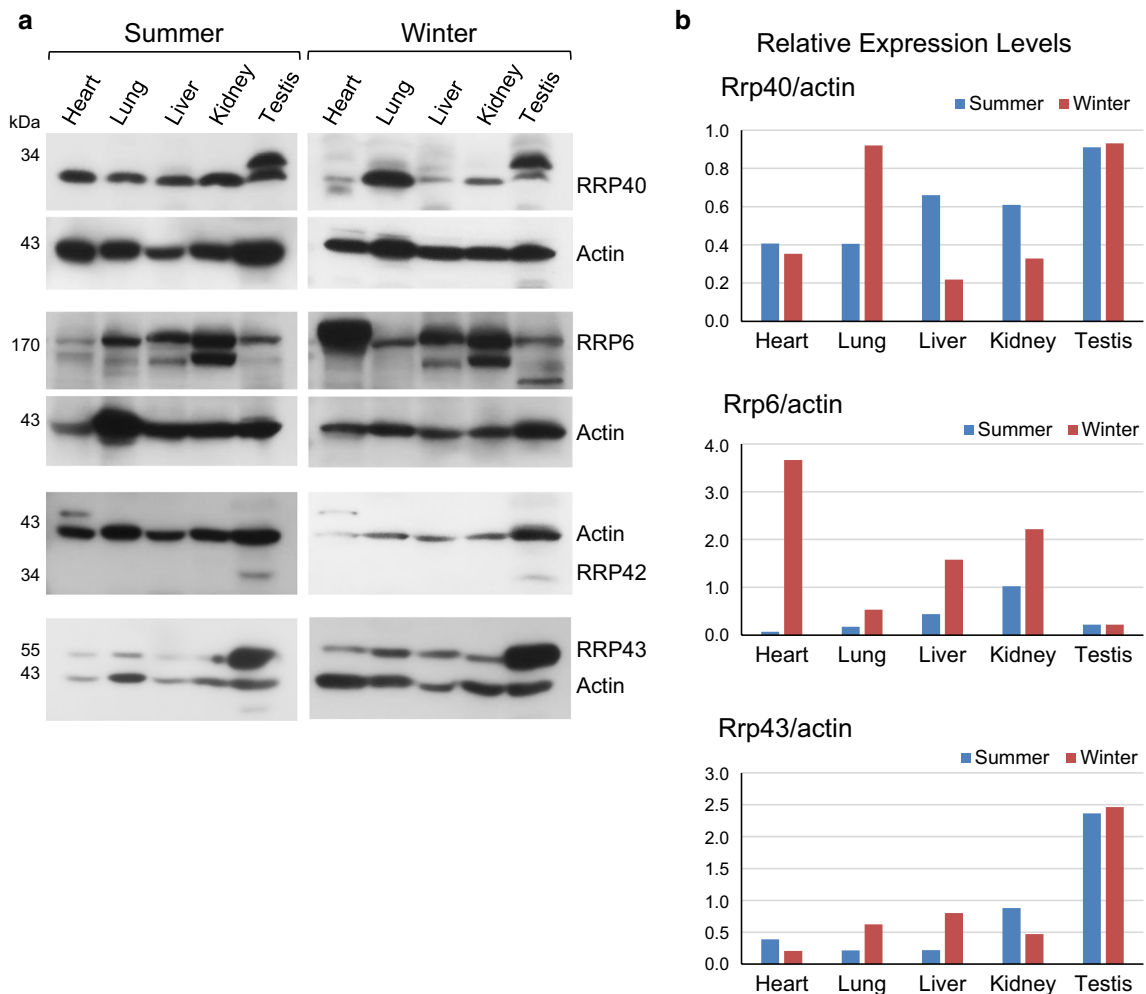 a
Summer
Winter
Heart
Lung
Liver
Kidney
Testis
Heart
Lung
Liver
Kidney
Testis
kDa
34
RRP40
43
Actin
170
RRP6
43
Actin
43
Actin
34
RRP42
55
RRP43
43
Actin
b
Relative Expression Levels
Rrp40/actin
Summer Winter
1.0
0.8
0.6
0.4
0.2
0.0
Heart Lung Liver Kidney Testis
Rrp6/actin
Summer Winter
4.0
3.0
2.0
1.0
0.0
Heart Lung Liver Kidney Testis
Rrp43/actin
Summer Winter
3.0
2.5
2.0
1.5
1.0
0.5
0.0
Heart Lung Liver Kidney Testis